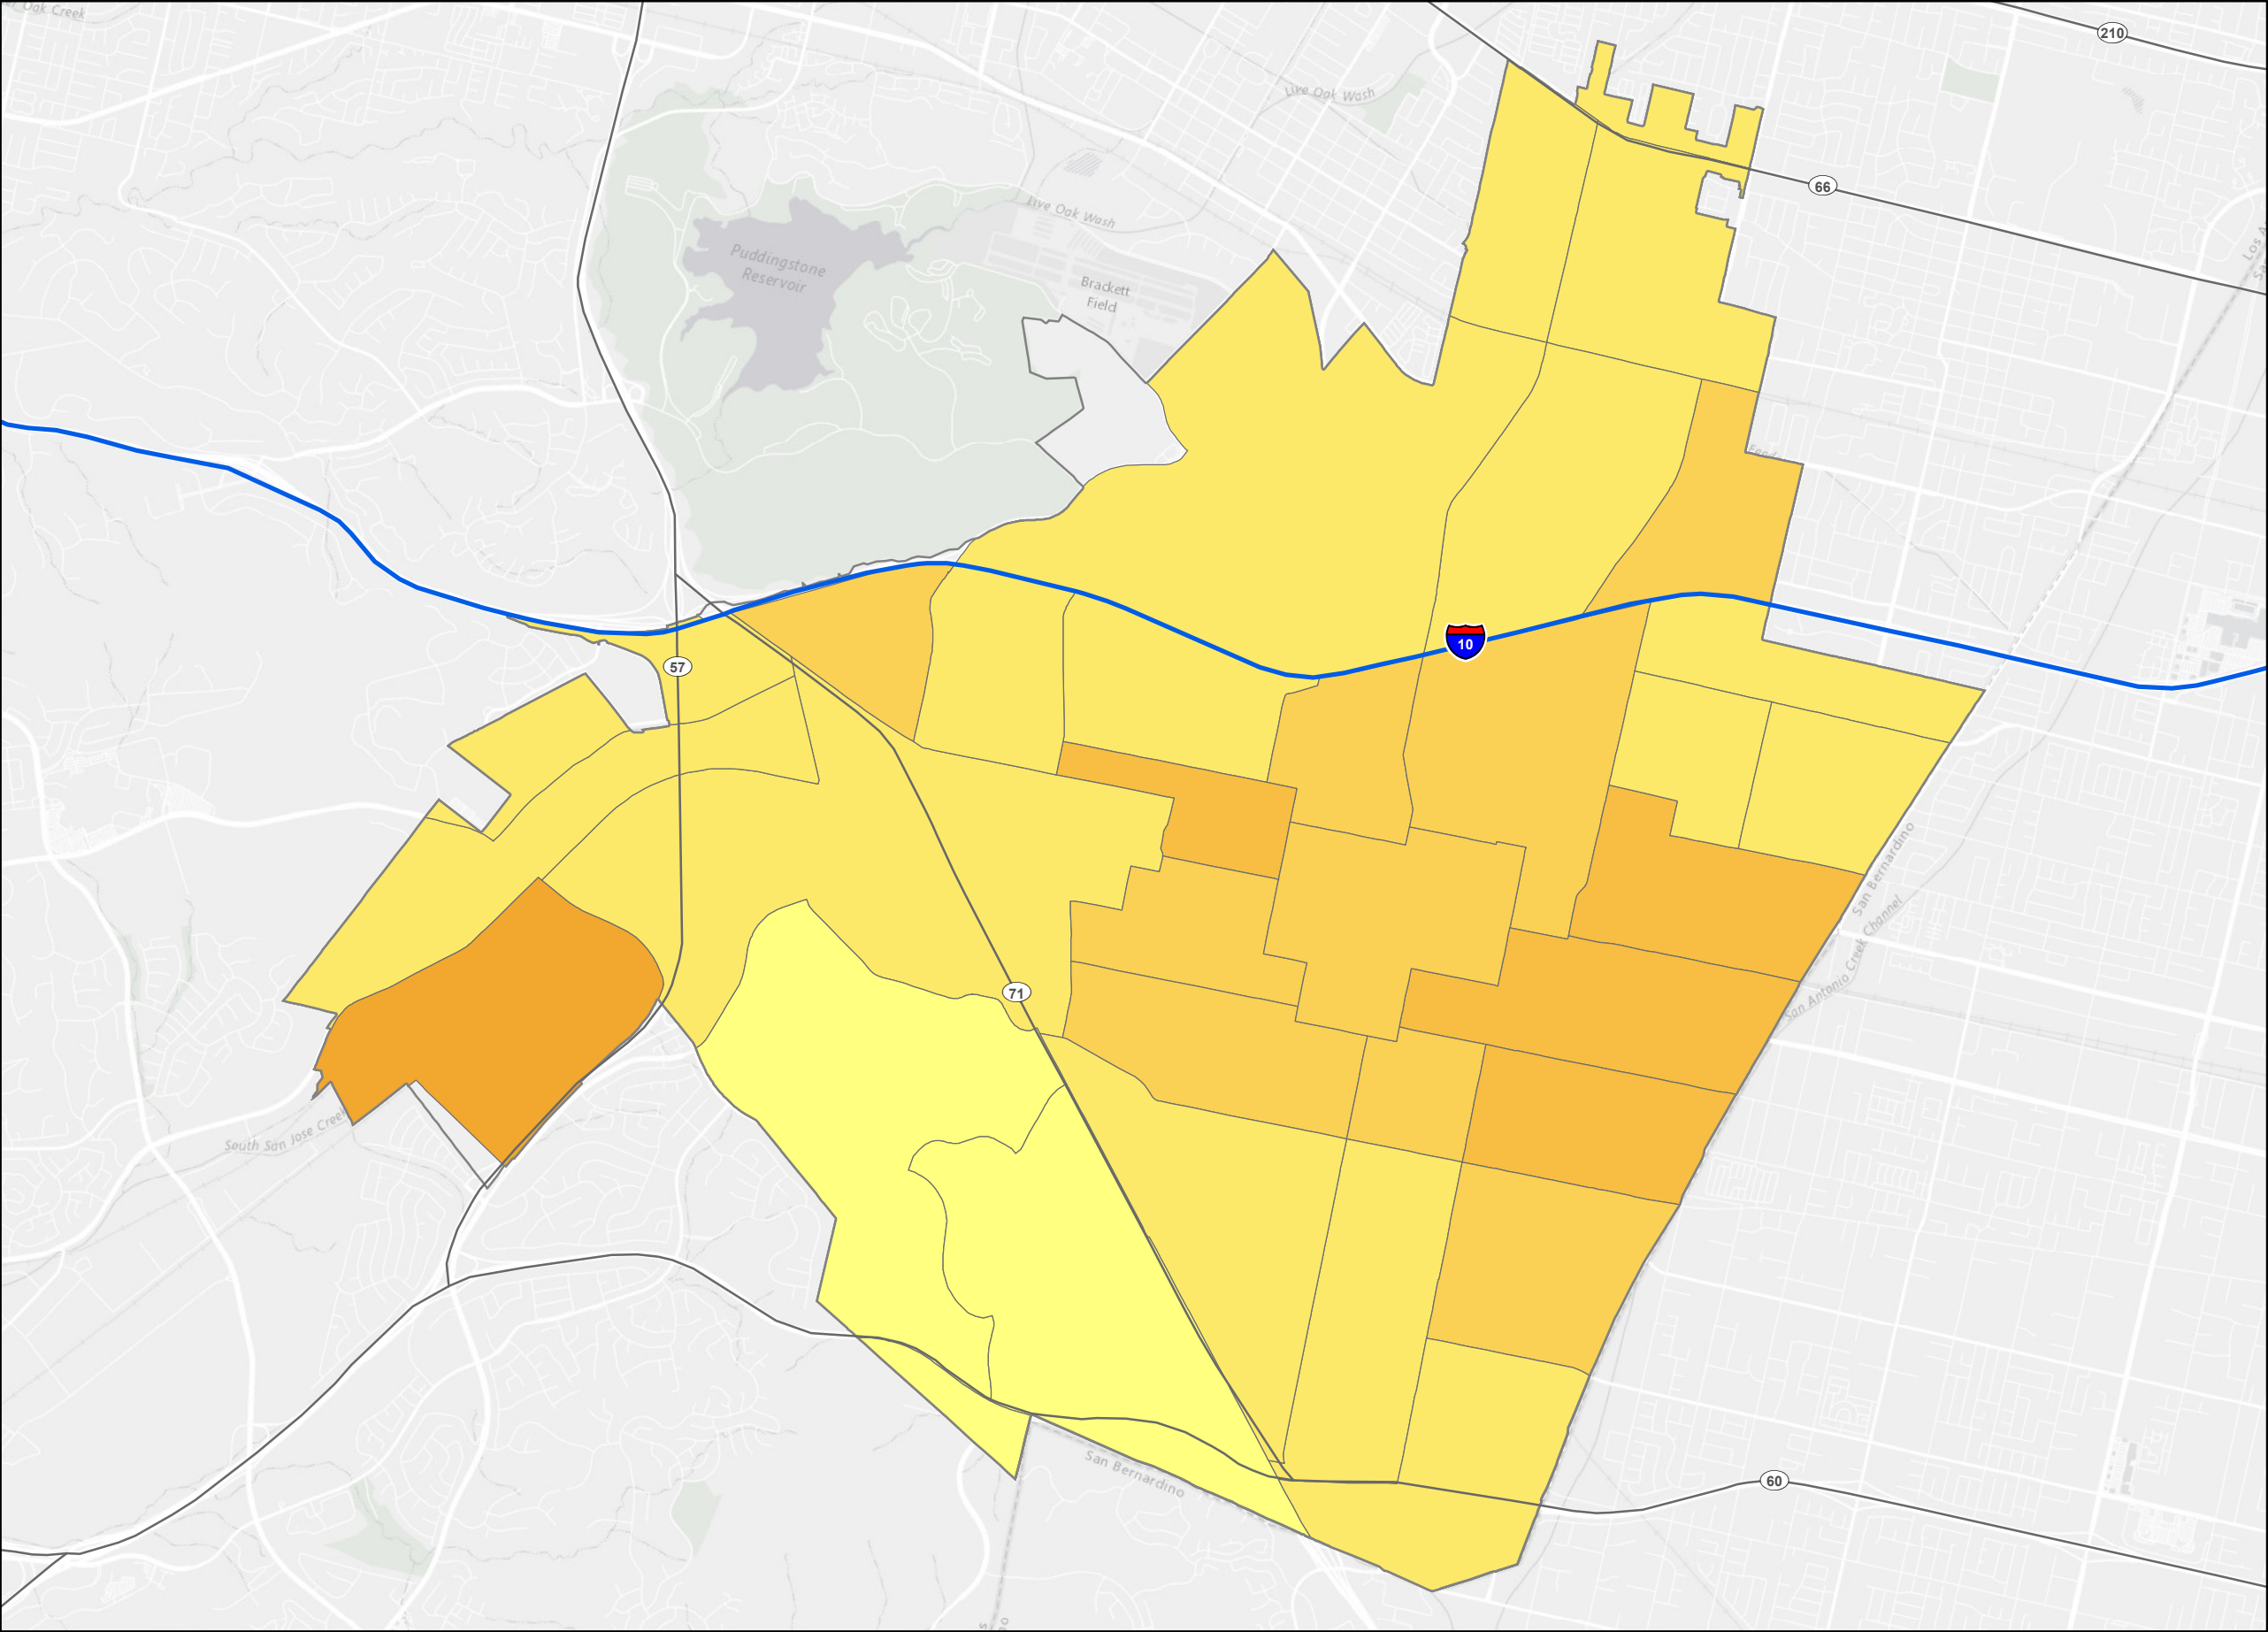 Oak Creek
210
Live Oak Wash
66
Live Oak Wash
Puddingstone
Reservoir
Brackett
Field
10
57
San Bernardino
San Antonio Creek Channel
71
South San Jose Creek
San Bernardino
60